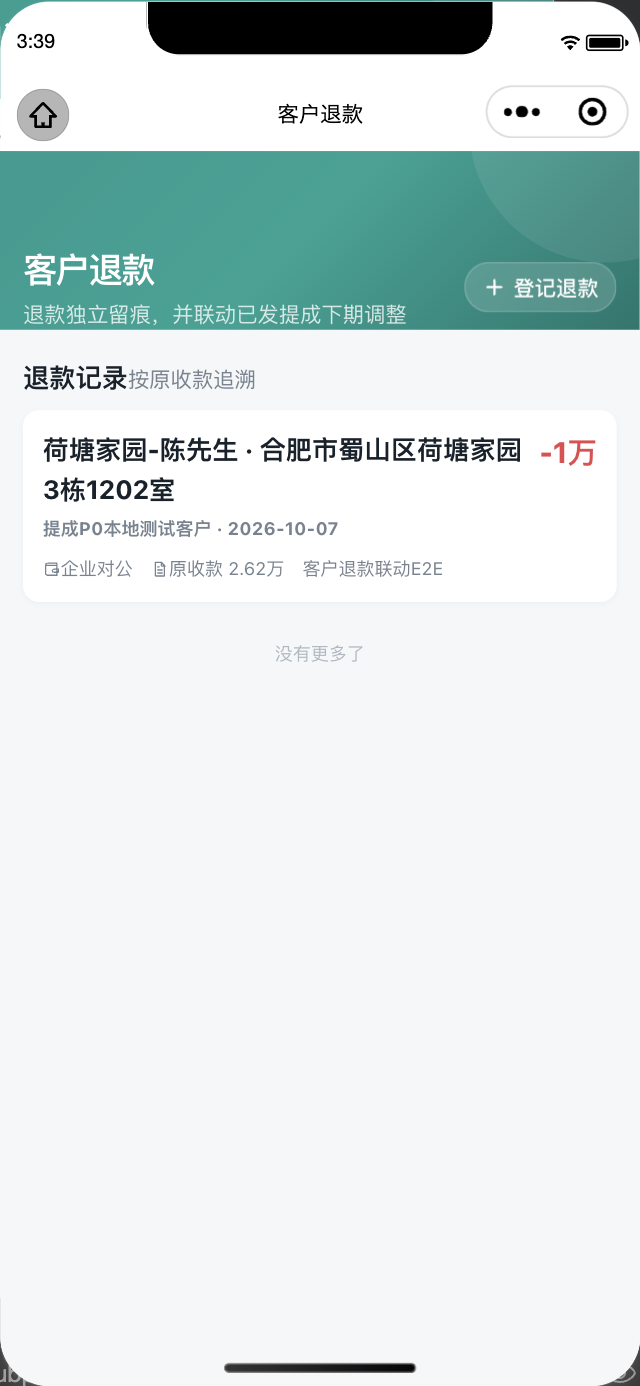 3:39
客户退款
客户退款
+ 登记退款
退款独立留痕，并联动已发提成下期调整
退款记录按原收款追溯
荷塘家园-陈先生 · 合肥市蜀山区荷塘家园 -1万
3栋1202室
提成P0本地测试客户 · 2026-10-07
企业对公 原收款 2.62万 客户退款联动E2E
没有更多了